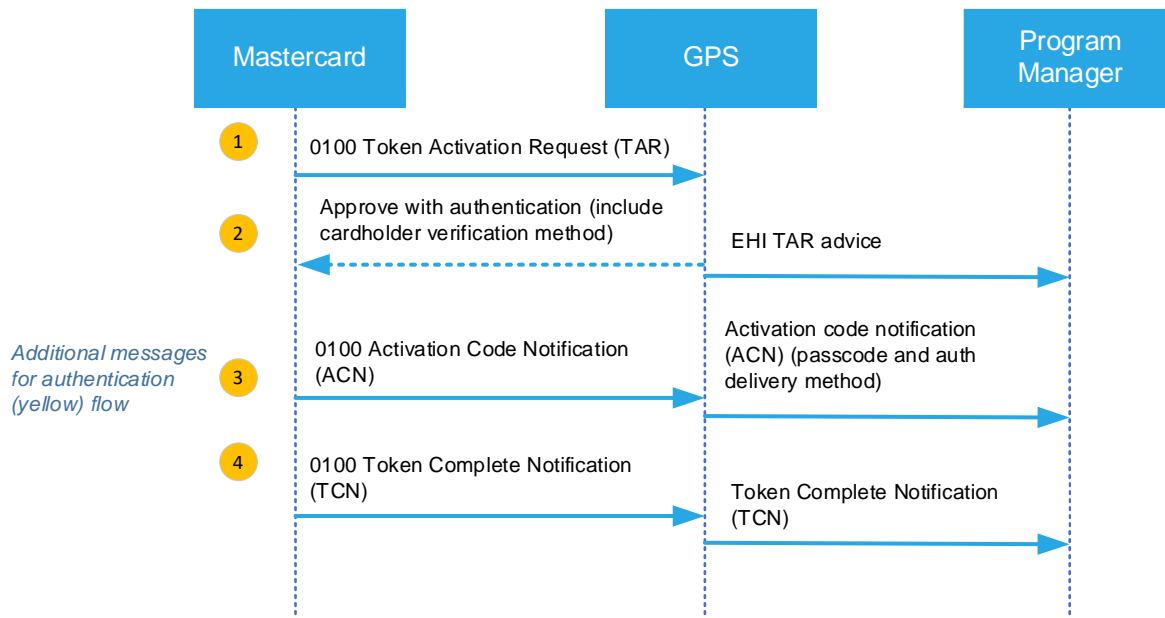 Mastercard
GPS
Program
Manager
1
0100 Token Activation Request (TAR)
2
Approve with authentication (include
cardholder verification method)
EHI TAR advice
Additional messages
for authentication
(yellow) flow
3
0100 Activation Code Notification
(ACN)
Activation code notification
(ACN) (passcode and auth
delivery method)
4
0100 Token Complete Notification
(TCN)
Token Complete Notification
(TCN)